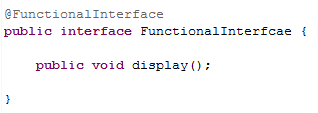 @FunctionalInterface
public interface FunctionalInterfcae {
public void display();
}